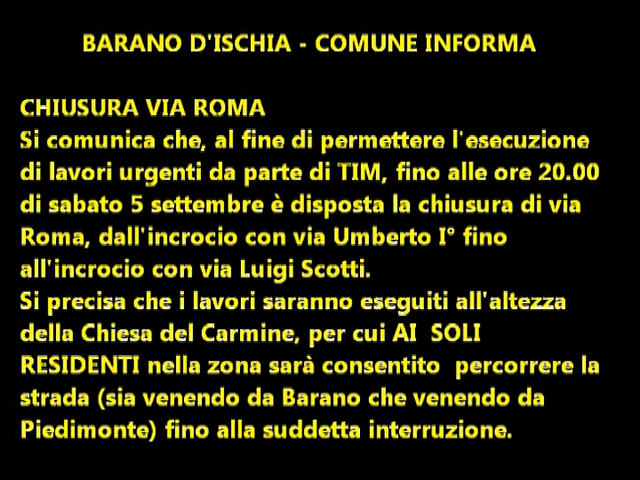 BARANO D'ISCHIA - COMUNE INFORMA
CHIUSURA VIA ROMA
Si comunica che, al fine di permettere l'esecuzione
di lavori urgenti da parte di TIM, fino alle ore 20.00
di sabato 5 settembre è disposta la chiusura di via
Roma, dall'incrocio con via Umberto I° fino
all'incrocio con via Luigi Scotti.
Si precisa che i lavori saranno eseguiti all'altezza
della Chiesa del Carmine, per cui AI  SOLI
RESIDENTI nella zona sarà consentito  percorrere la
strada (sia venendo da Barano che venendo da
Piedimonte) fino alla suddetta interruzione.